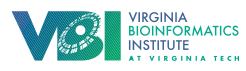 VBI
VIRGINIA
BIOINFORMATICS
INSTITUTE
AT VIRGINIA TECH